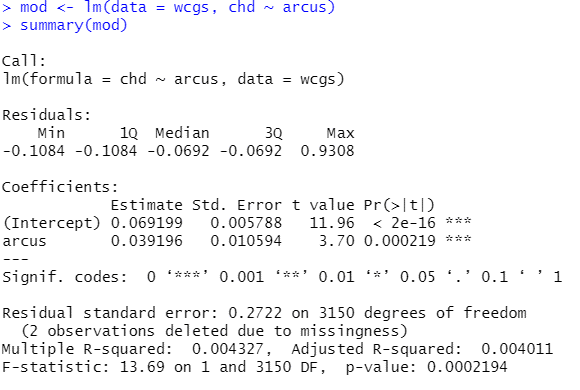 > mod <- lm(data = wcgs, chd ~ arcus)
> summary(mod)
Call:
lm(formula = chd ~ arcus, data = wcgs)
Residuals:
    Min      1Q  Median      3Q     Max
-0.1084 -0.1084 -0.0692 -0.0692  0.9308
Coefficients:
            Estimate Std. Error t value Pr(>|t|)
(Intercept) 0.069199   0.005788   11.96  < 2e-16 ***
arcus       0.039196   0.010594    3.70 0.000219 ***
---
Signif. codes:  0 ‘***’ 0.001 ‘**’ 0.01 ‘*’ 0.05 ‘.’ 0.1 ‘ ’ 1
Residual standard error: 0.2722 on 3150 degrees of freedom
  (2 observations deleted due to missingness)
Multiple R-squared:  0.004327,  Adjusted R-squared:  0.004011
F-statistic: 13.69 on 1 and 3150 DF,  p-value: 0.0002194